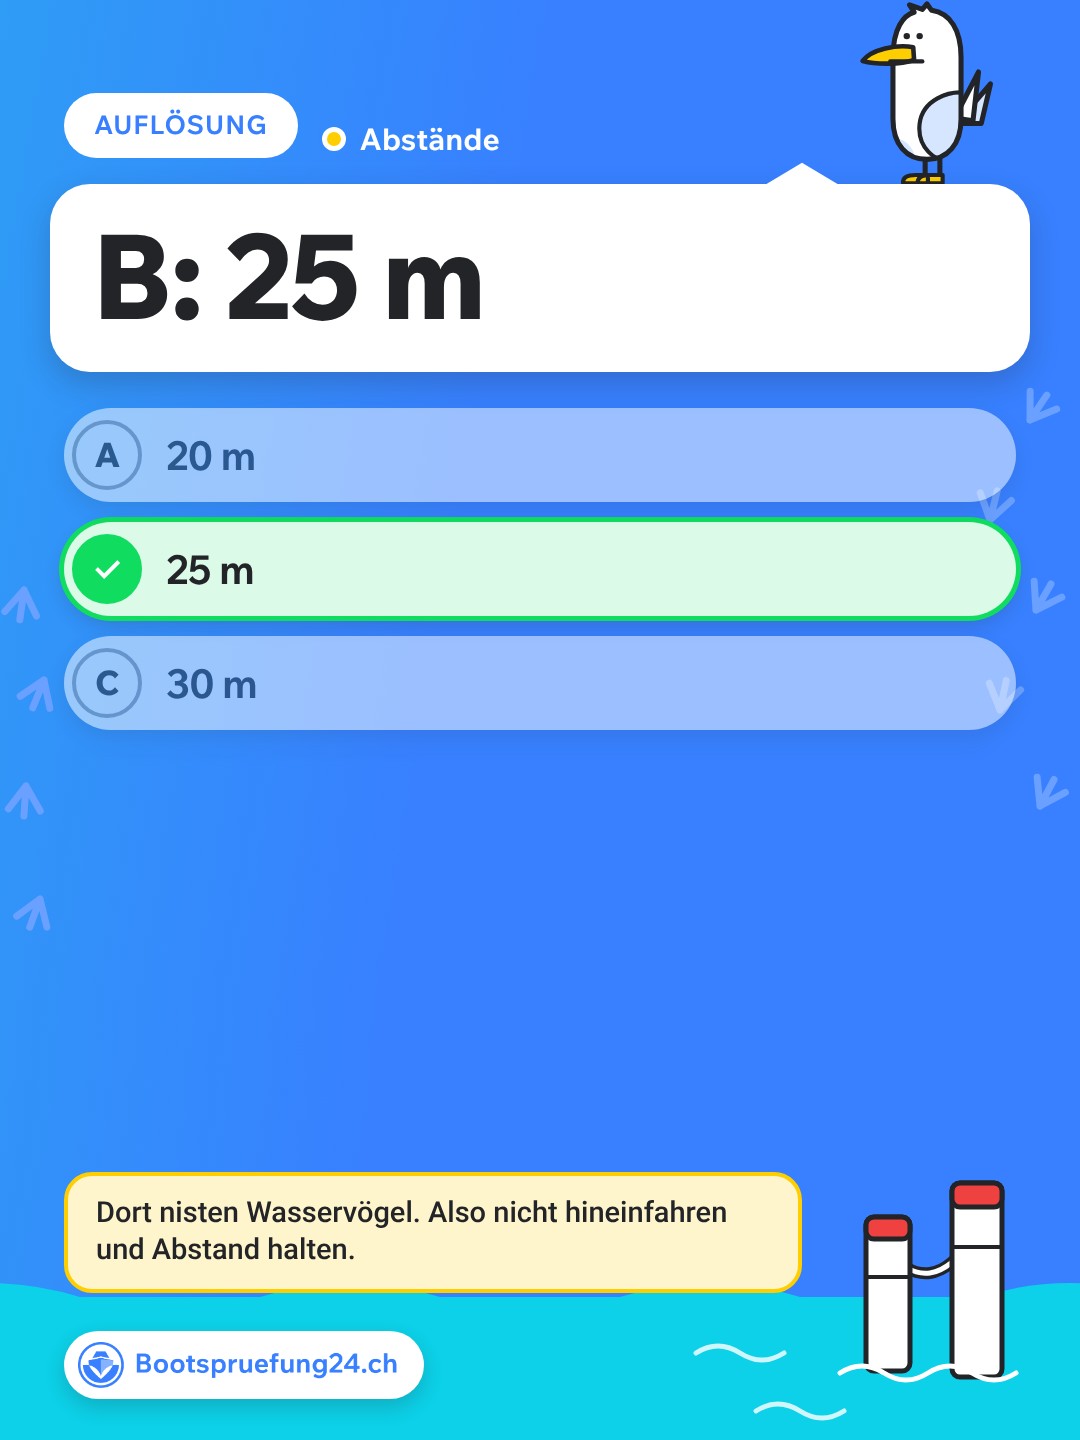 AUFLÖSUNG
Abstände
B: 25 m
A 20 m
25 m
C 30 m
Dort nisten Wasservögel. Also nicht hineinfahren
und Abstand halten.
Bootspruefung24.ch